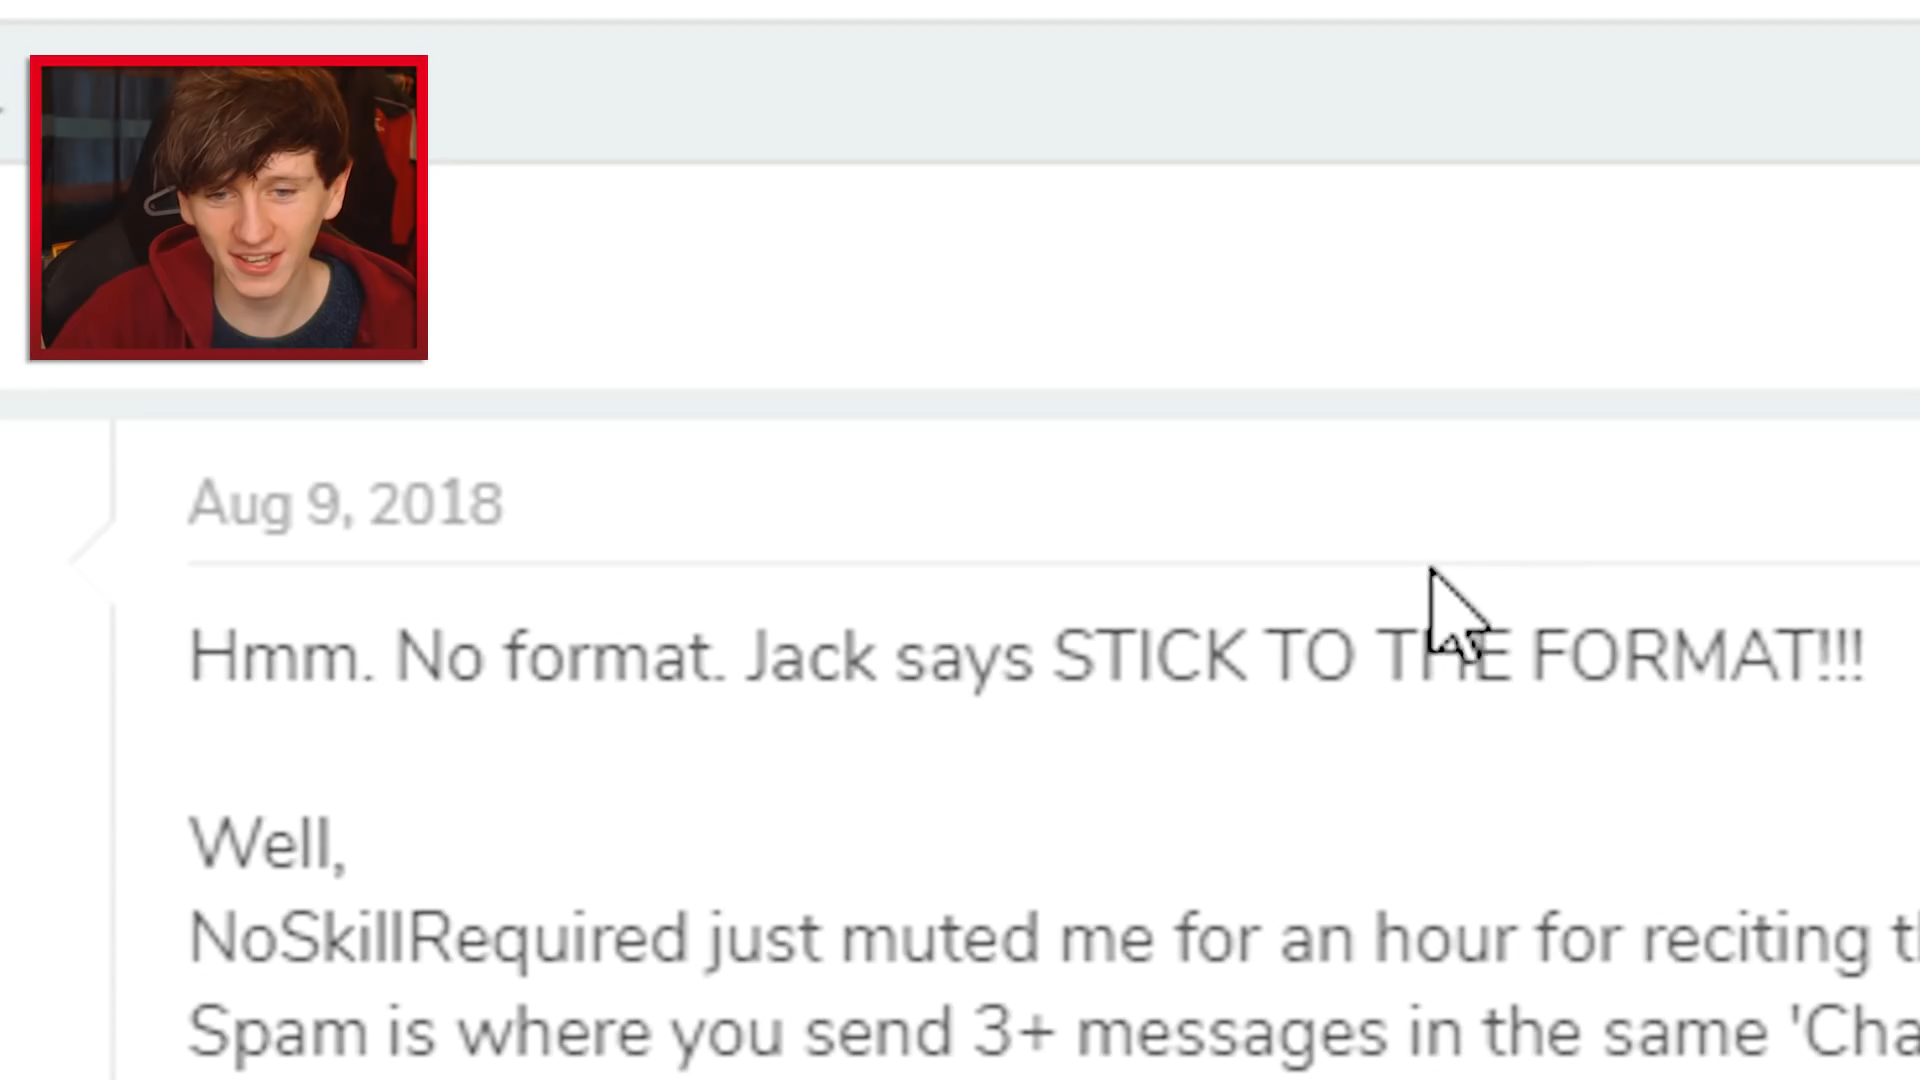 Aug 9, 2018
Hmm. No format. Jack says STICK TO THE FORMAT!!!
Well,
NoSkillRequired just muted me for an hour for reciting
Spam is where you send 3+ messages in the same